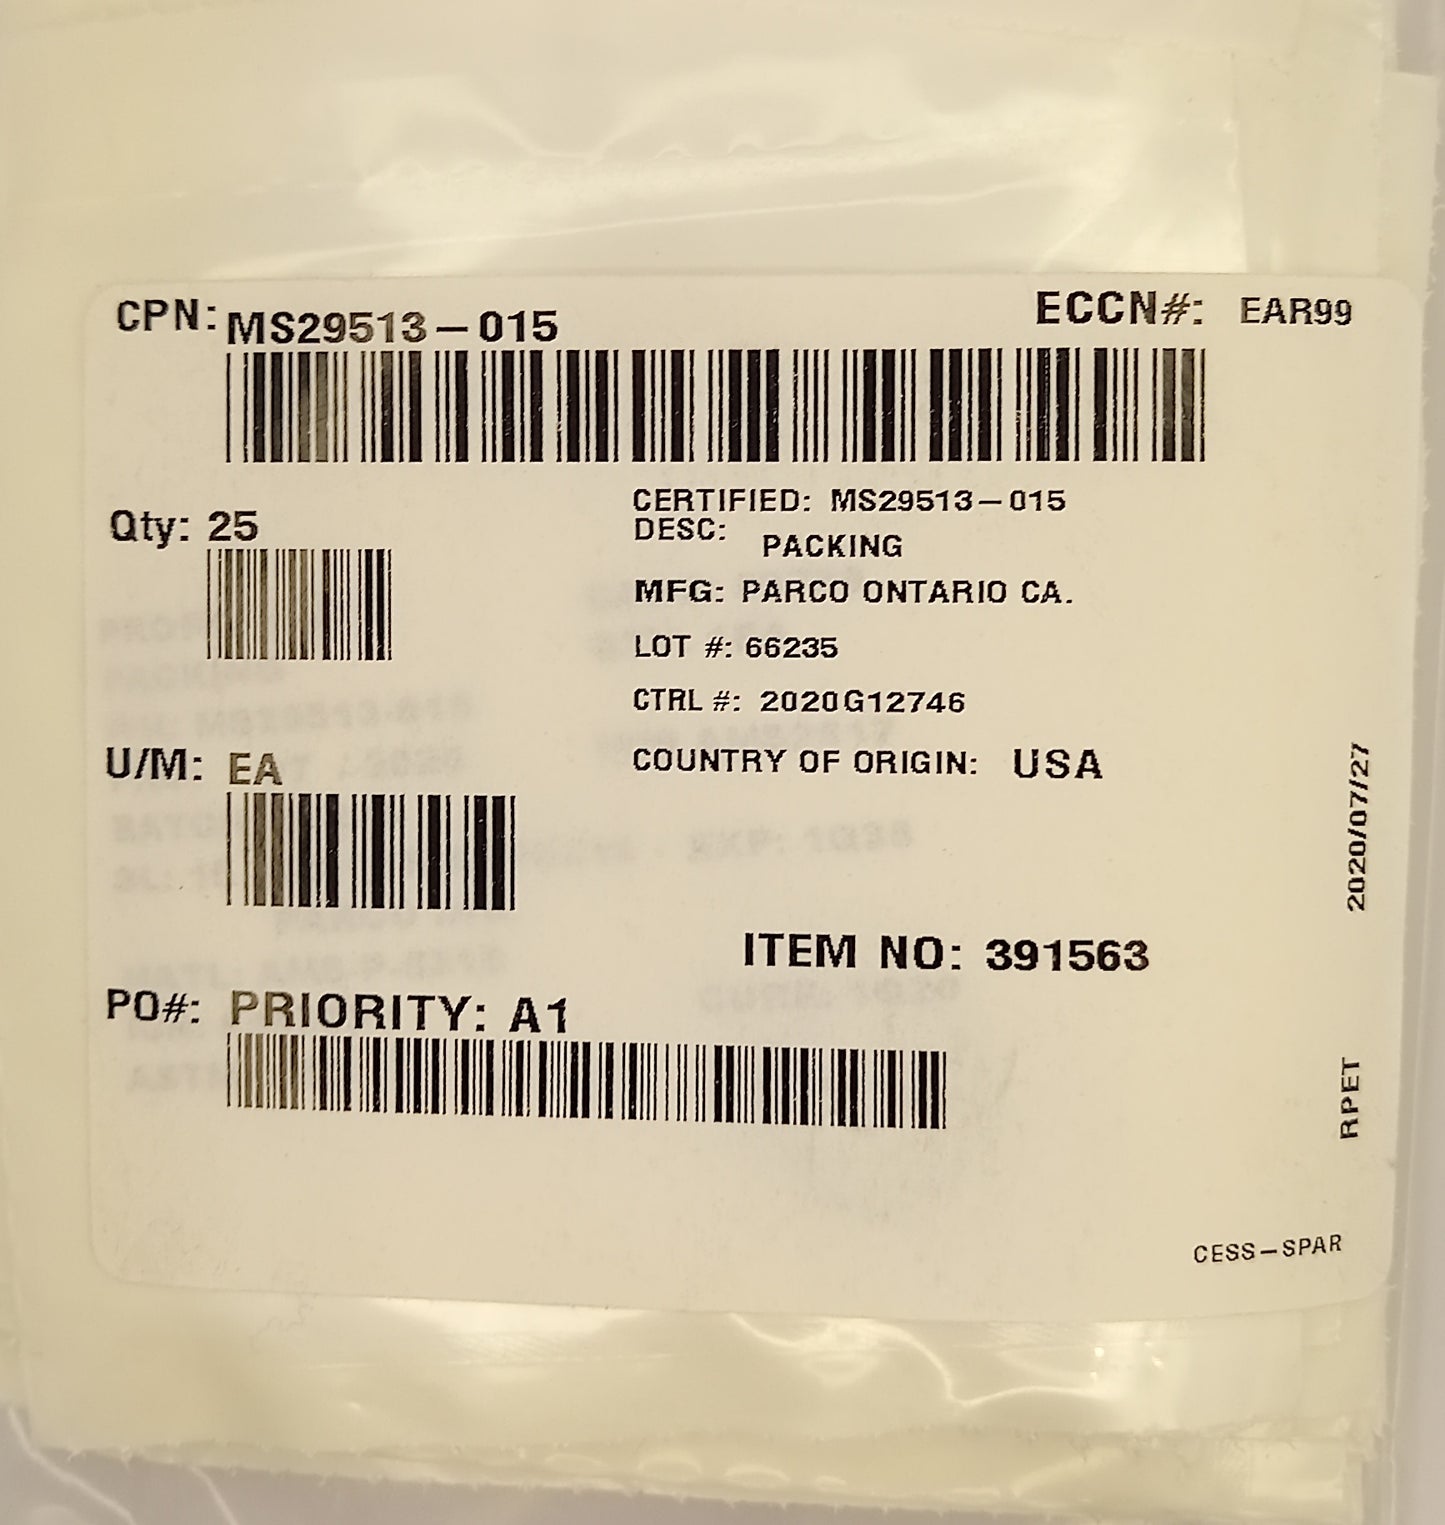 CPN: MS29513-015
ECCN#: EAR99
Qty: 25
CERTIFIED: MS29513-015
DESC: PACKING
MFG: PARCO ONTARIO CA.
LOT #: 66235
CTRL #: 2020G12746
U/M: EA
COUNTRY OF ORIGIN: USA
2020/07/27
ITEM NO: 391563
PO#: PRIORITY: A1
RPET
CESS-SPAR